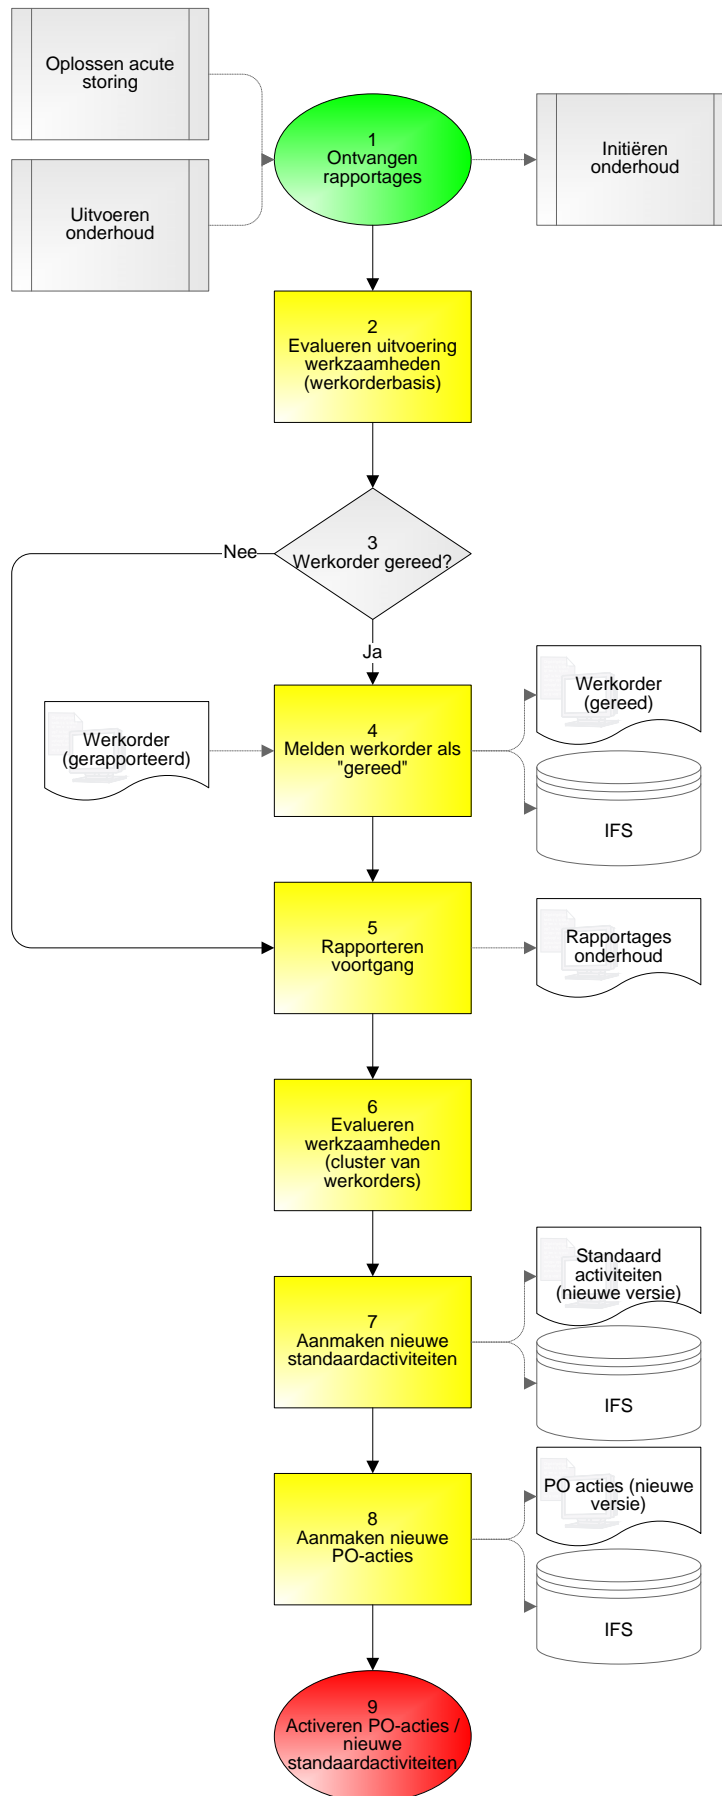 Oplossen acute
storing
1
Ontvangen
rapportages
Initiëren
onderhoud
Uitvoeren
onderhoud
2
Evalueren uitvoering
werkzaamheden
(werkorderbasis)
3
Werkorder gereed?
Nee
Ja
Werkorder
(gerapporteerd)
4
Melden werkorder als
"gereed"
Werkorder
(gereed)
IFS
5
Rapporteren
voortgang
Rapportages
onderhoud
6
Evalueren
werkzaamheden
(cluster van
werkorders)
7
Aanmaken nieuwe
standaardactiviteiten
Standaard
activiteiten
(nieuwe versie)
IFS
8
Aanmaken nieuwe
PO-acties
PO acties (nieuwe
versie)
IFS
9
Activeren PO-acties /
nieuwe
standaardactiviteiten